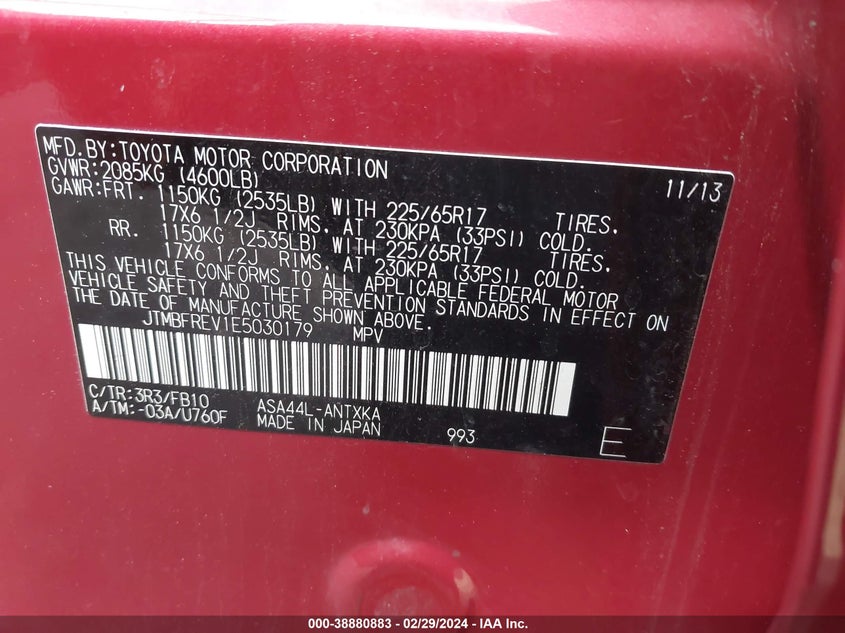 MFD.BY:TOYOTA MOTOR CORPORATION 11/13
GVWR:2085KG (4600LB)
GAWR:FRT. 1150KG (2535LB) WITH 225/65R17 TIRES.
17X6 1/2J RIMS. AT 230KPA (33PSI) COLD.
RR. 1150KG (2535LB) WITH 225/65R17 TIRES.
17X6 1/2J RIMS. AT 230KPA (33PSI) COLD.
THIS VEHICLE CONFORMS TO ALL APPLICABLE FEDERAL MOTOR
VEHICLE SAFETY AND THEFT PREVENTION STANDARDS IN EFFECT ON
THE DATE OF MANUFACTURE SHOWN ABOVE.
JTMBFREV1E5030179 MPV
C/TR:3R3/FB10 ASA44L-ANTXKA
A/TM:-03A/U760F MADE IN JAPAN 993 E
000-38880883 - 02/29/2024 - IAA Inc.